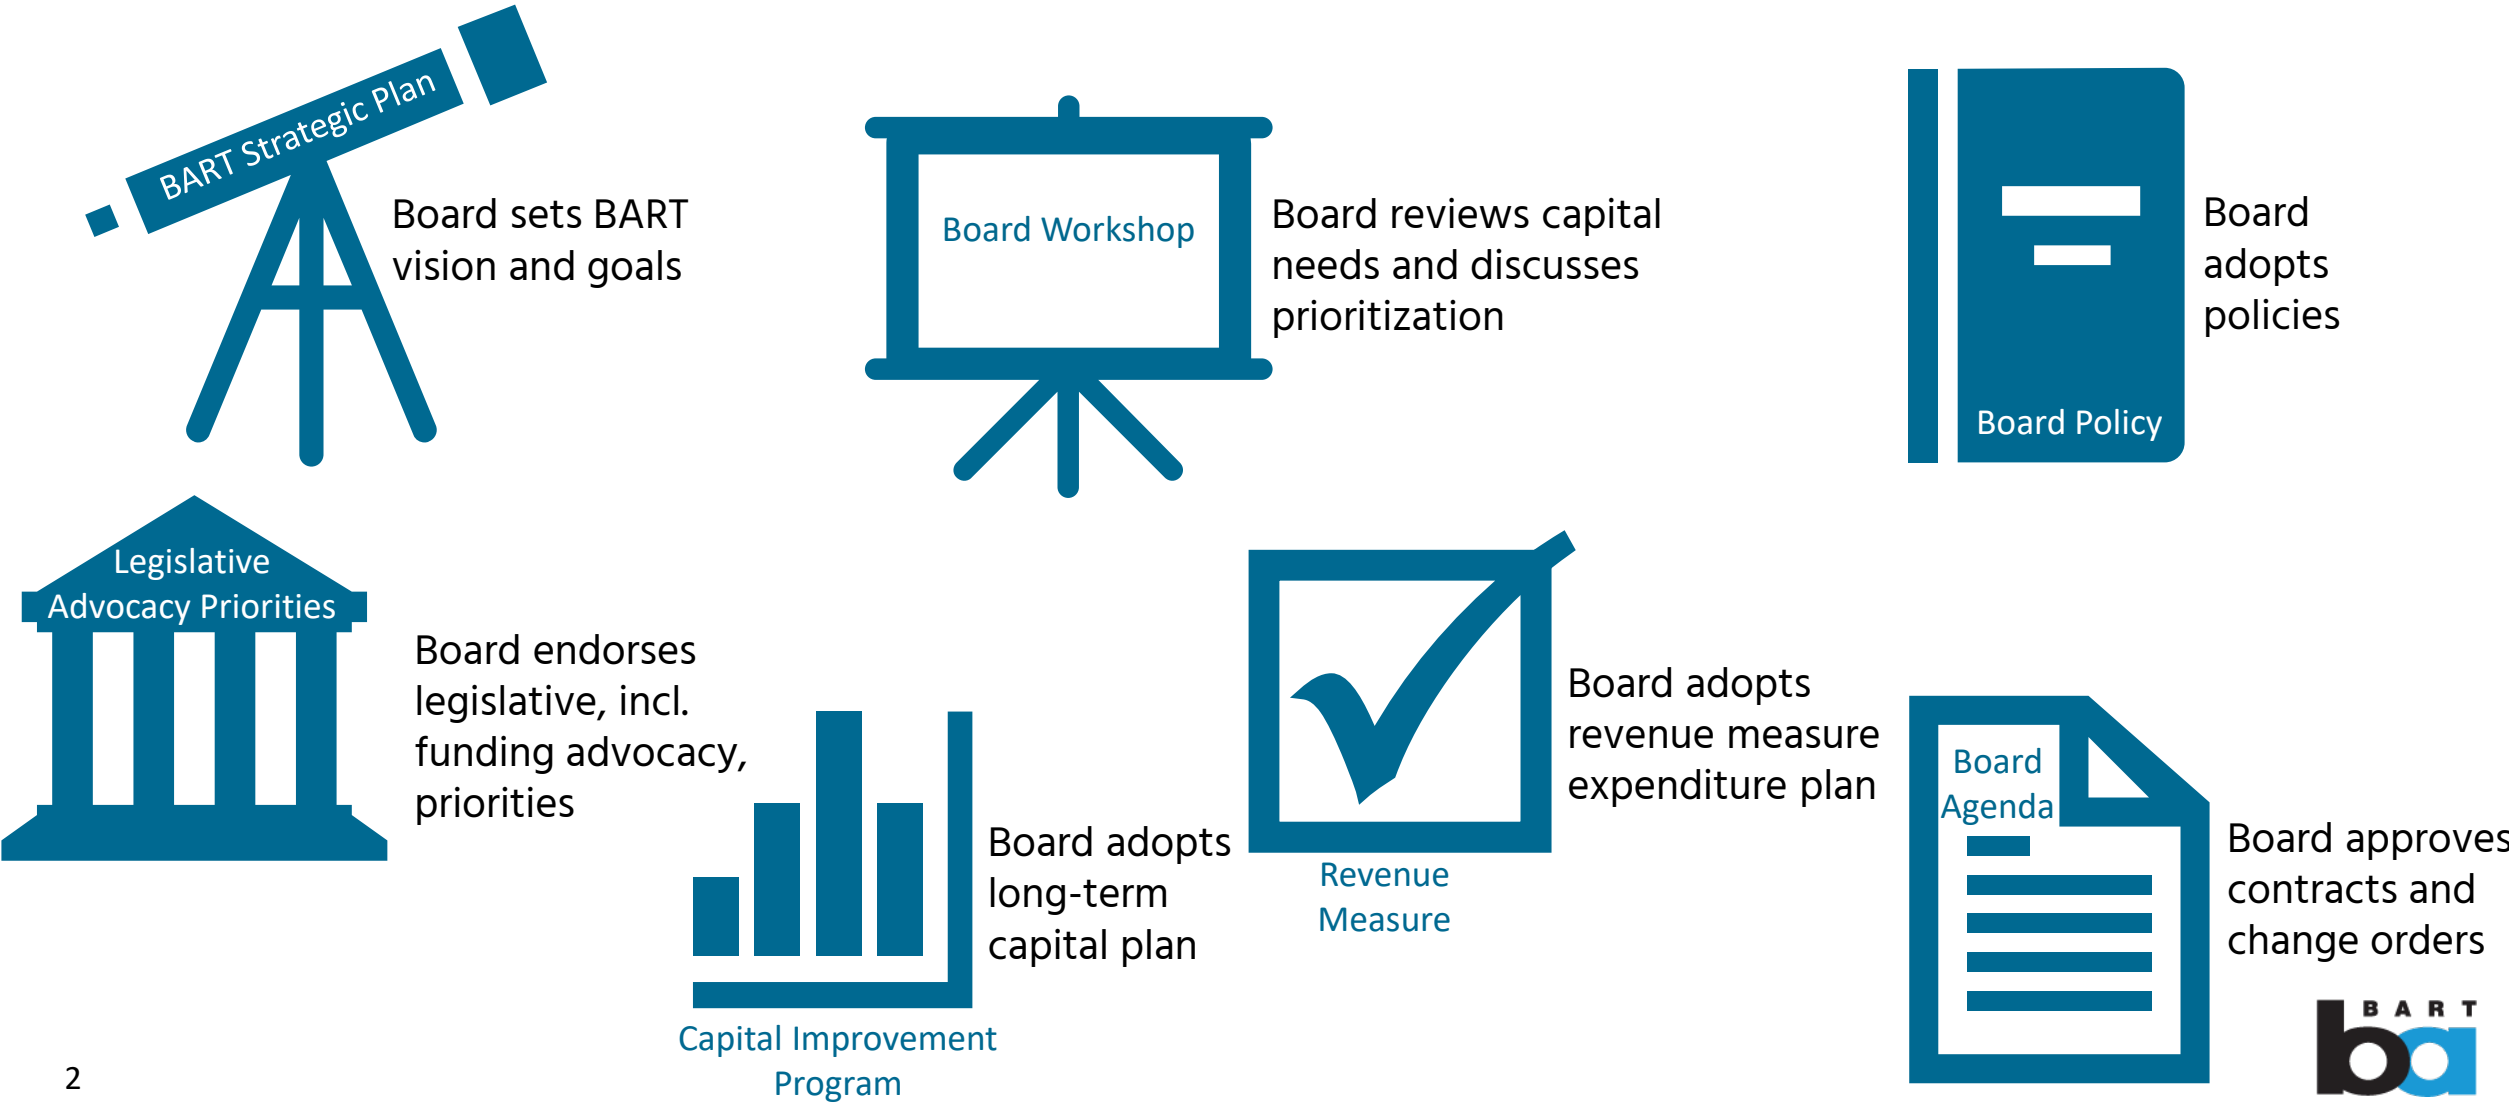 BART Strategic Plan
Board sets BART
vision and goals
Board Workshop
Board reviews capital
needs and discusses
prioritization
Board
adopts
policies
Board Policy
Legislative
Advocacy Priorities
Board endorses
legislative, incl.
funding advocacy,
priorities
Board adopts
long-term
capital plan
Capital Improvement
Program
Board adopts
revenue measure
expenditure plan
Revenue
Measure
Board
Agenda
Board approves
contracts and
change orders
BART
ba
2